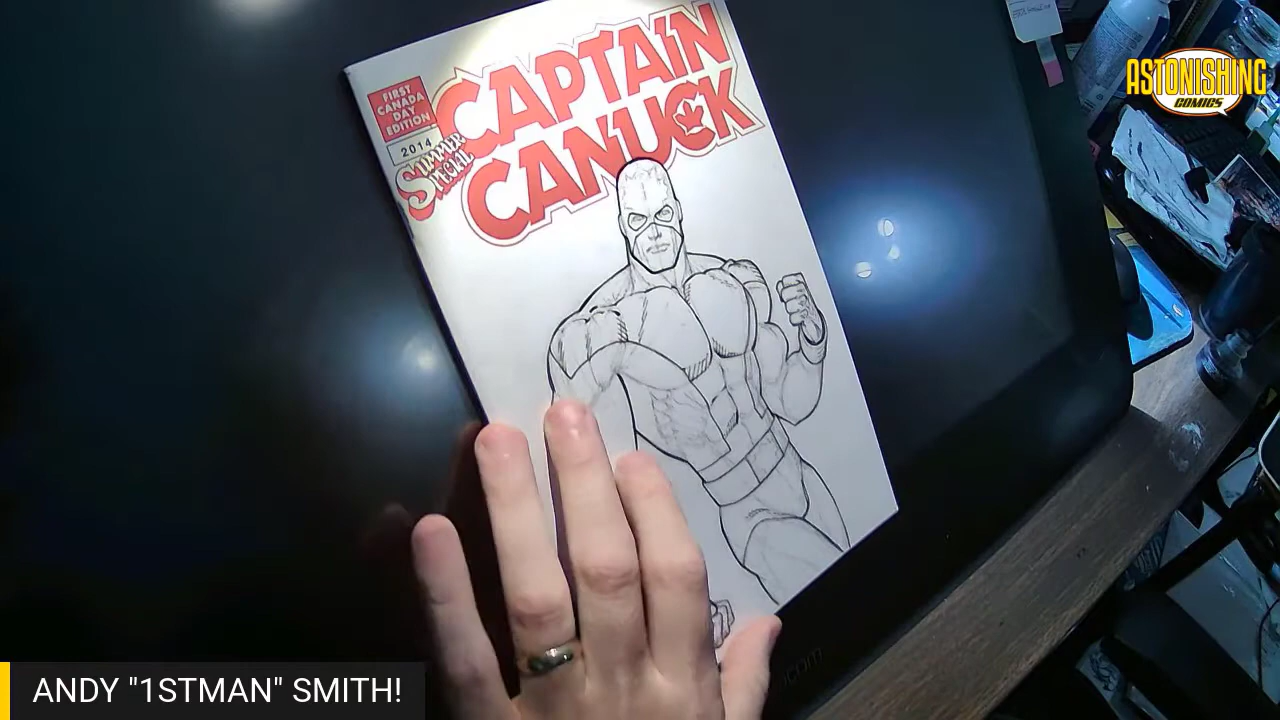 FIRST
CANADA
DAY
EDITION
2014
SUMMER
SPECIAL
CAPTAIN
CANUCK
ASTONISHING
COMICS
ANDY "1STMAN" SMITH!